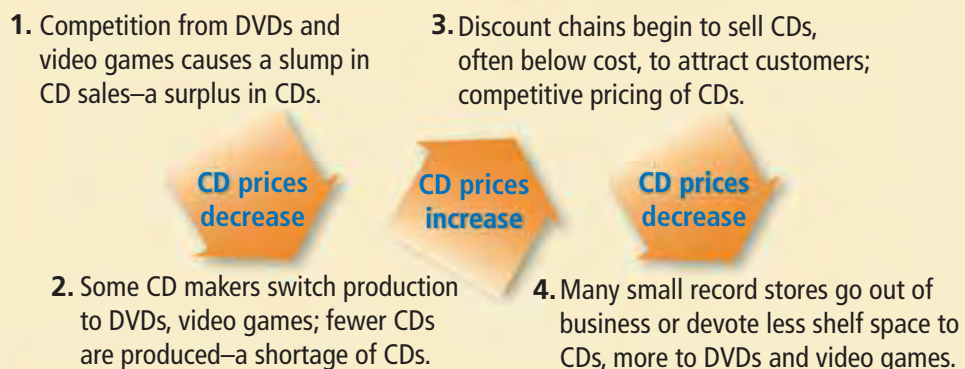 1. Competition from DVDs and
video games causes a slump in
CD sales–a surplus in CDs.
CD prices
decrease
2. Some CD makers switch production
to DVDs, video games; fewer CDs
are produced–a shortage of CDs.
CD prices
increase
3. Discount chains begin to sell CDs,
often below cost, to attract customers;
competitive pricing of CDs.
CD prices
decrease
4. Many small record stores go out of
business or devote less shelf space to
CDs, more to DVDs and video games.